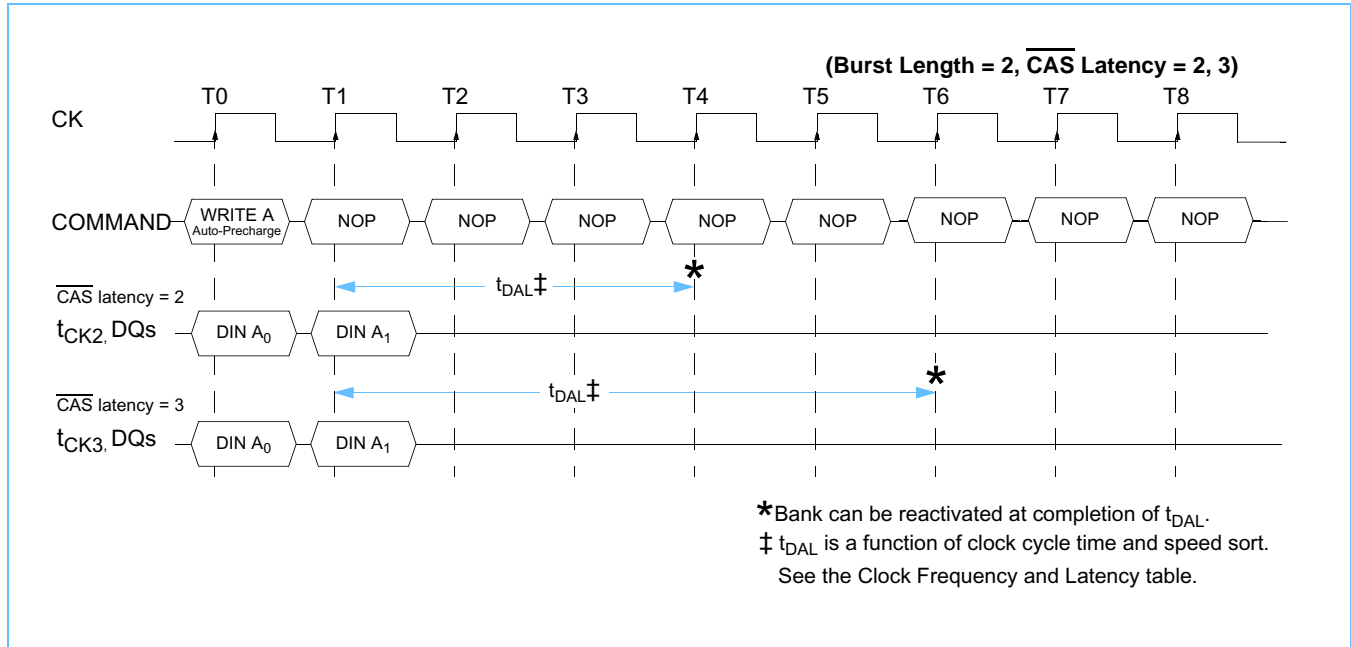 (Burst Length = 2, CAS Latency = 2, 3)
T0 T1 T2 T3 T4 T5 T6 T7 T8
CK
COMMAND WRITE A Auto-Precharge NOP NOP NOP NOP NOP NOP NOP NOP
*
tDAL‡
CAS latency = 2
tCK2, DQs DIN A0 DIN A1
*
tDAL‡
CAS latency = 3
tCK3, DQs DIN A0 DIN A1
*Bank can be reactivated at completion of tDAL.
‡ tDAL is a function of clock cycle time and speed sort.
See the Clock Frequency and Latency table.